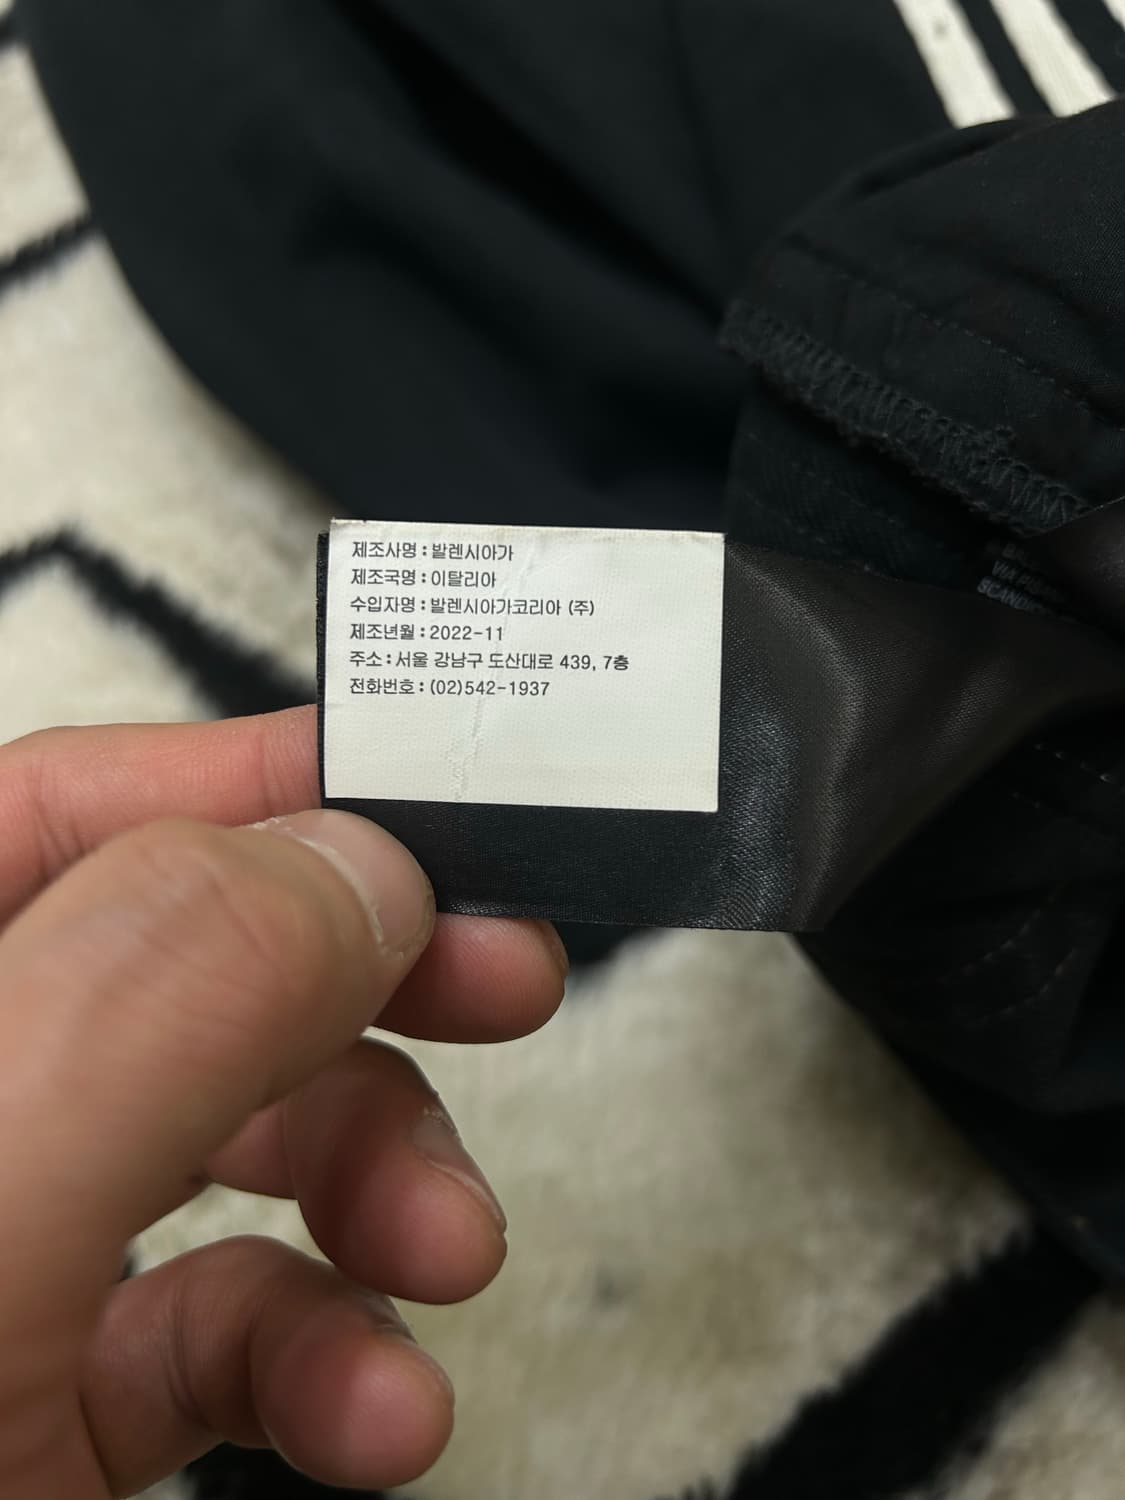 제조사명 : 발렌시아가
제조국명 : 이탈리아
수입자명 : 발렌시아가코리아 (주)
제조년월 : 2022-11
주소 : 서울 강남구 도산대로 439, 7층
전화번호 : (02)542-1937
VIA